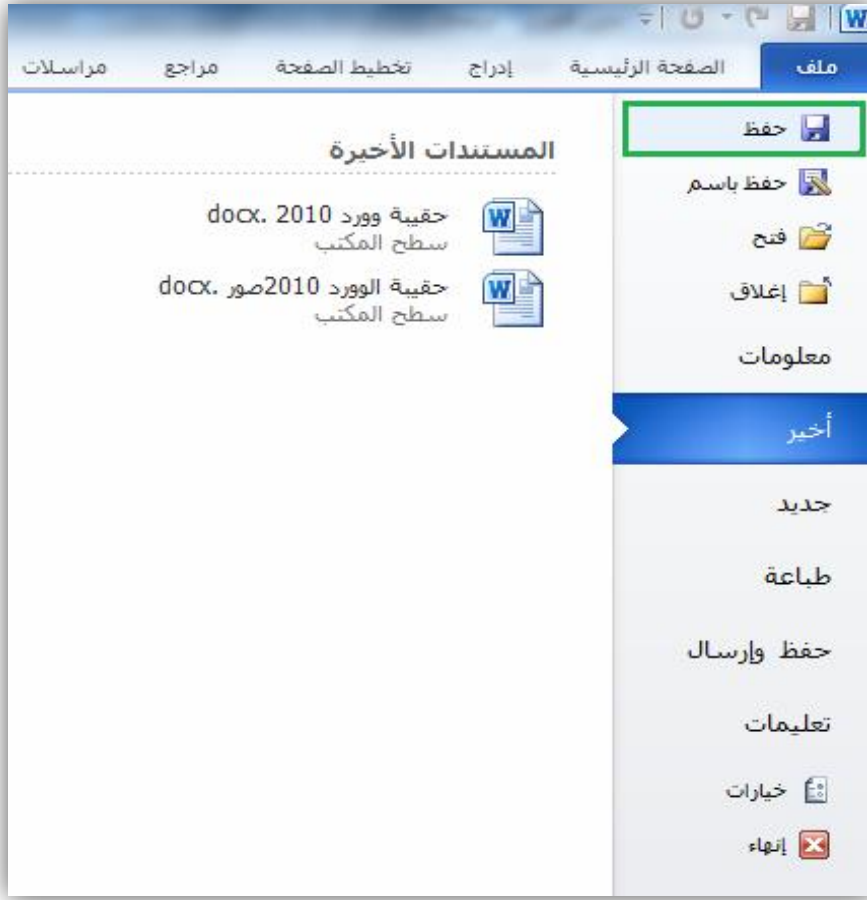 ملف الصفحة الرئيسية إدراج تخطيط الصفحة مراجع مراسلات
حفظ
حفظ باسم
فتح
إغلاق
معلومات
أخير
جديد
طباعة
حفظ وإرسال
تعليمات
خيارات
إنهاء
المستندات الأخيرة
حقيبة وورد 2010 .docx
سطح المكتب
حقيبة الوورد 2010صور .docx
سطح المكتب